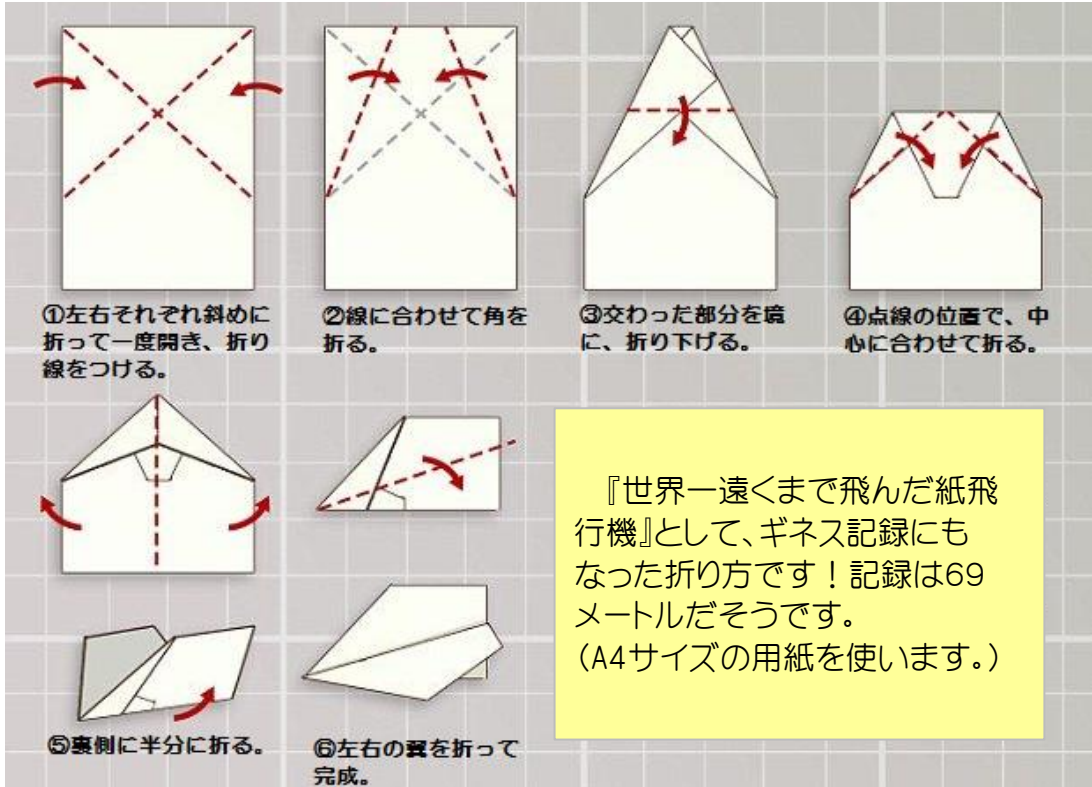 ①左右それぞれ斜めに
折って一度開き、折り
線をつける。
②線に合わせて角を
折る。
③交わった部分を境
に、折り下げる。
④点線の位置で、中
心に合わせて折る。
⑤裏側に半分に折る。
⑥左右の翼を折って
完成。
『世界一遠くまで飛んだ紙飛
行機』として、ギネス記録にも
なった折り方です！記録は69
メートルだそうです。
（A4サイズの用紙を使います。）